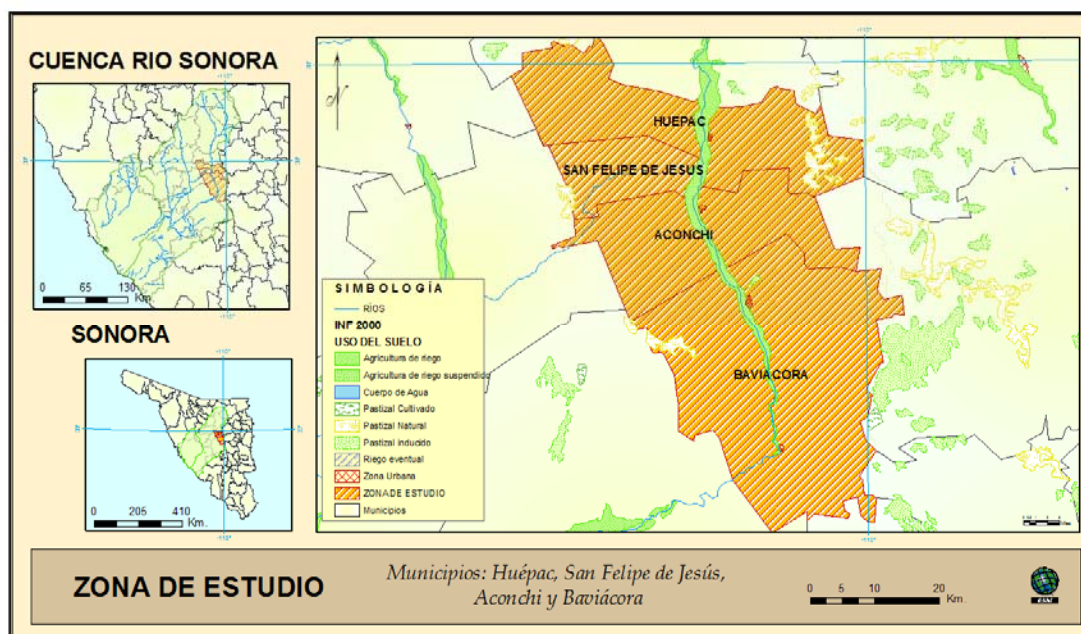 CUENCA RIO SONORA
0 65 130
Km.
SONORA
0 205 410
Km.
HUEPAC
SAN FELIPE DE JESUS
ACONCHI
BAVIACORA
SIMBOLOGÍA
RÍOS
INF 2000
USO DEL SUELO
Agricultura de riego
Agricultura de riego suspendido
Cuerpo de Agua
Pastizal Cultivado
Pastizal Natural
Pastizal inducido
Riego eventual
Zona Urbana
ZONA DE ESTUDIO
Municipios
ZONA DE ESTUDIO
Municipios: Huépac, San Felipe de Jesús,
Aconchi y Baviácora
0 5 10 20
Km.